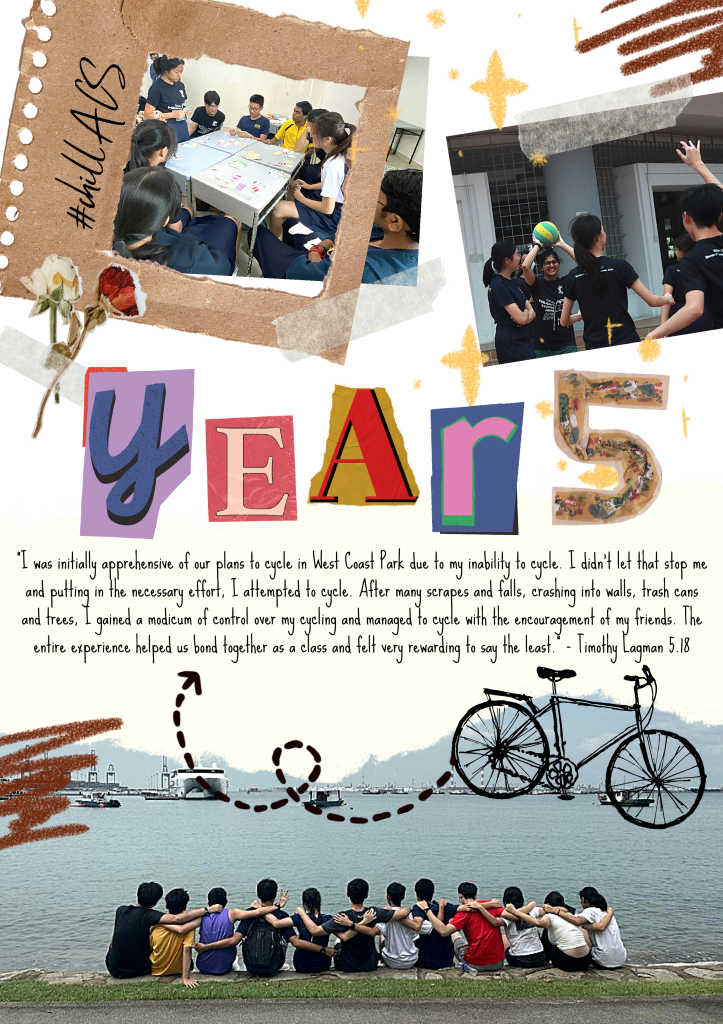 #chillACS
YEAr 5
"I was initially apprehensive of our plans to cycle in West Coast Park due to my inability to cycle. I didn't let that stop me
and putting in the necessary effort, I attempted to cycle. After many scrapes and falls, crashing into walls, trash cans
and trees, I gained a modicum of control over my cycling and managed to cycle with the encouragement of my friends. The
entire experience helped us bond together as a class and felt very rewarding to say the least." - Timothy Lagman 5.18